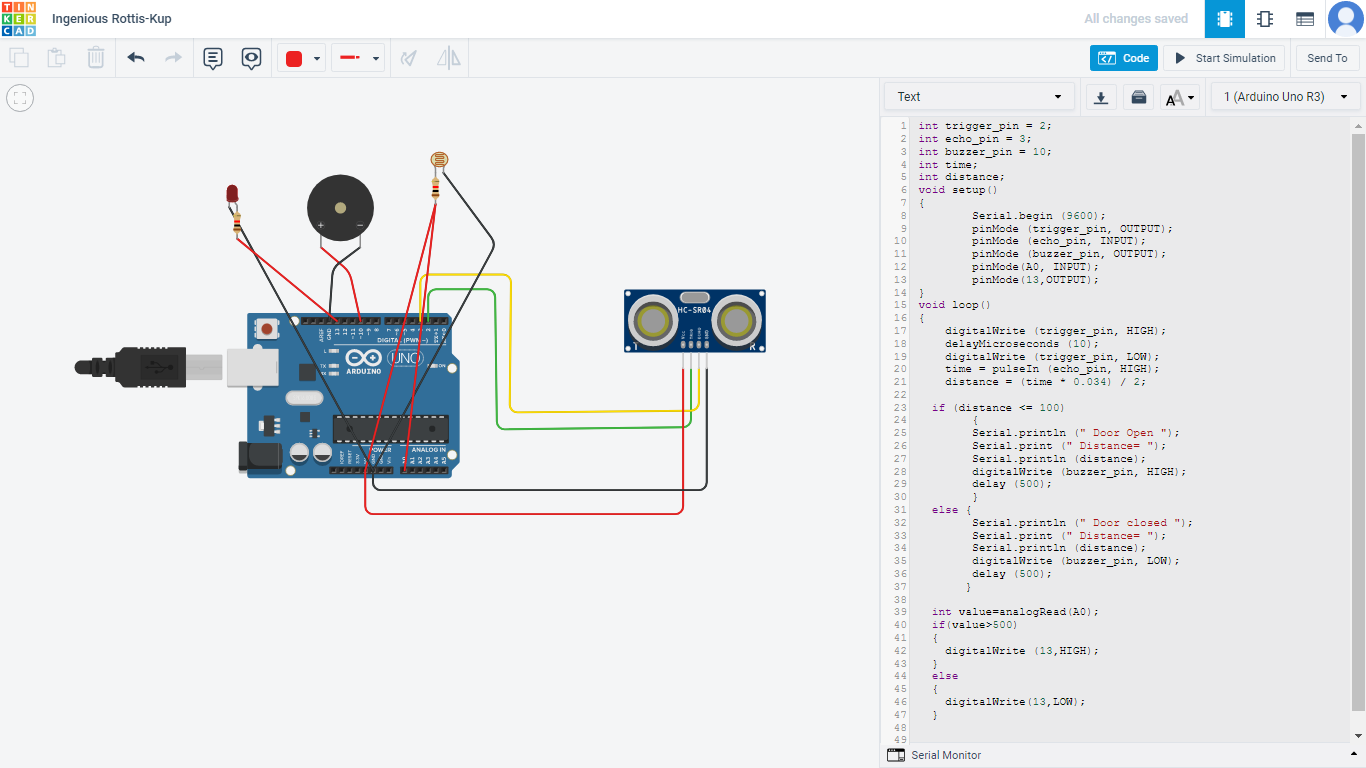 TIN
KER
CAD
Ingenious Rottis-Kup
All changes saved
Code
Start Simulation
Send To
Text
1 (Arduino Uno R3)
1 int trigger_pin = 2;
2 int echo_pin = 3;
3 int buzzer_pin = 10;
4 int time;
5 int distance;
6 void setup()
7 {
8 Serial.begin (9600);
9 pinMode (trigger_pin, OUTPUT);
10 pinMode (echo_pin, INPUT);
11 pinMode (buzzer_pin, OUTPUT);
12 pinMode(A0, INPUT);
13 pinMode(13,OUTPUT);
14 }
15 void loop()
16 {
17 digitalWrite (trigger_pin, HIGH);
18 delayMicroseconds (10);
19 digitalWrite (trigger_pin, LOW);
20 time = pulseIn (echo_pin, HIGH);
21 distance = (time * 0.034) / 2;
22
23 if (distance <= 100)
24 {
25 Serial.println (" Door Open ");
26 Serial.print (" Distance= ");
27 Serial.println (distance);
28 digitalWrite (buzzer_pin, HIGH);
29 delay (500);
30 }
31 else {
32 Serial.println (" Door closed ");
33 Serial.print (" Distance= ");
34 Serial.println (distance);
35 digitalWrite (buzzer_pin, LOW);
36 delay (500);
37 }
38
39 int value=analogRead(A0);
40 if(value>500)
41 {
42 digitalWrite (13,HIGH);
43 }
44 else
45 {
46 digitalWrite(13,LOW);
47 }
48
49
Serial Monitor
HC-SR04
DIGITAL (PWM~)
UNO
ARDUINO
ON
POWER
ANALOG IN